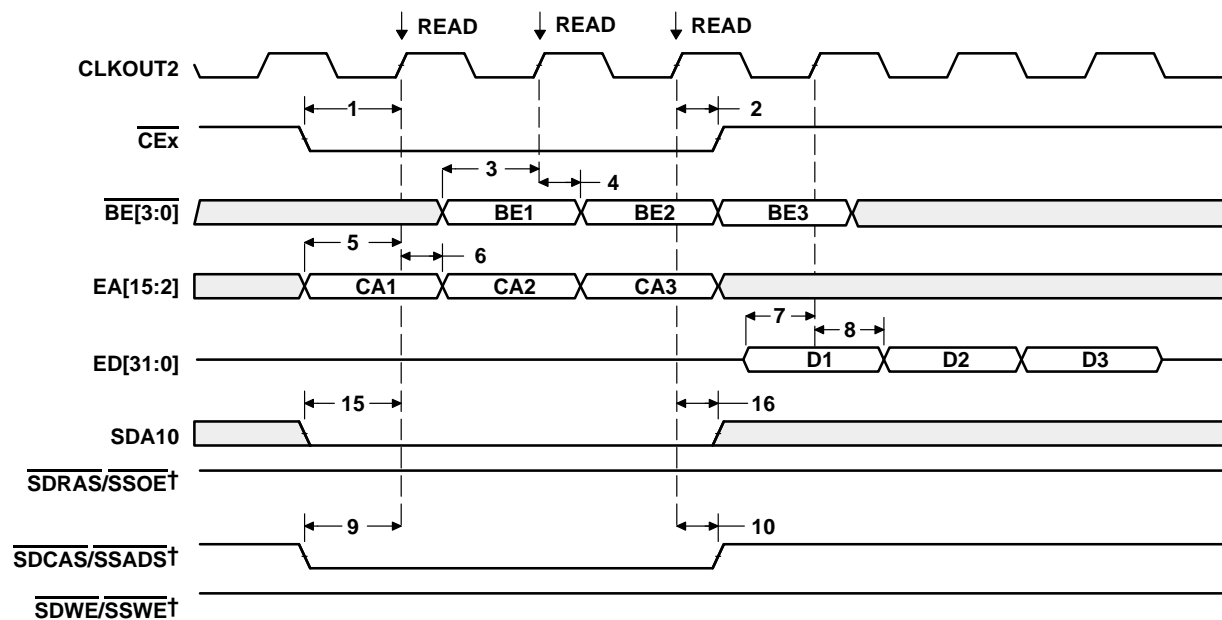 READ READ READ
CLKOUT2
1 2
CEx
3 4
BE[3:0] BE1 BE2 BE3
5 6
EA[15:2] CA1 CA2 CA3
7 8
ED[31:0] D1 D2 D3
15 16
SDA10
SDRAS/SSOE†
9 10
SDCAS/SSADS†
SDWE/SSWE†